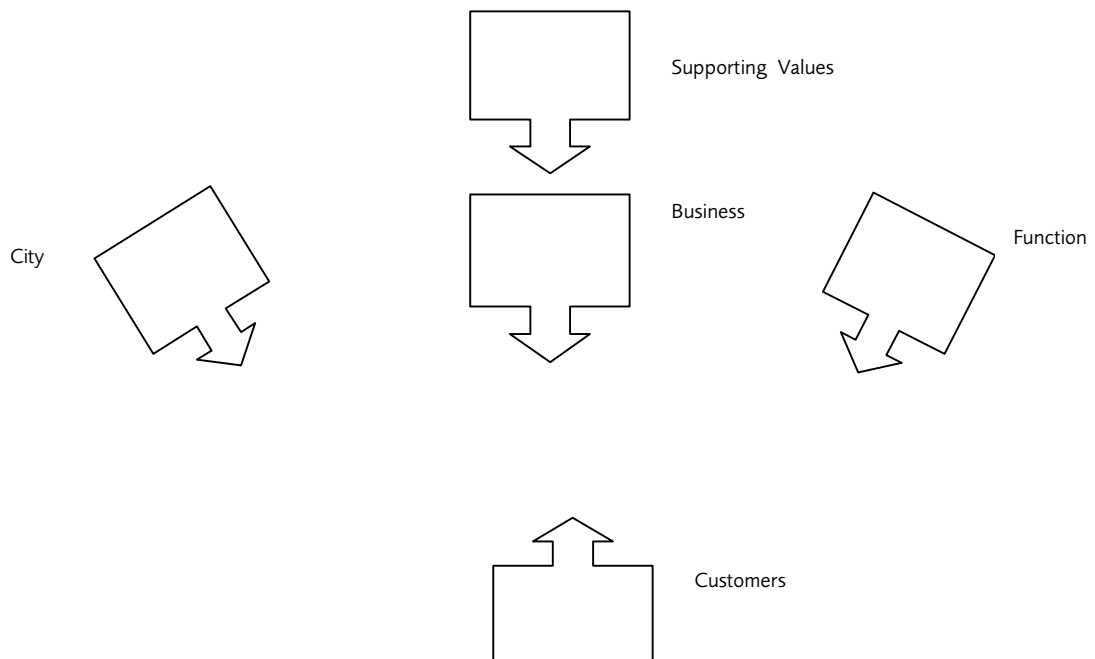 Supporting Values
Business
City
Function
Customers